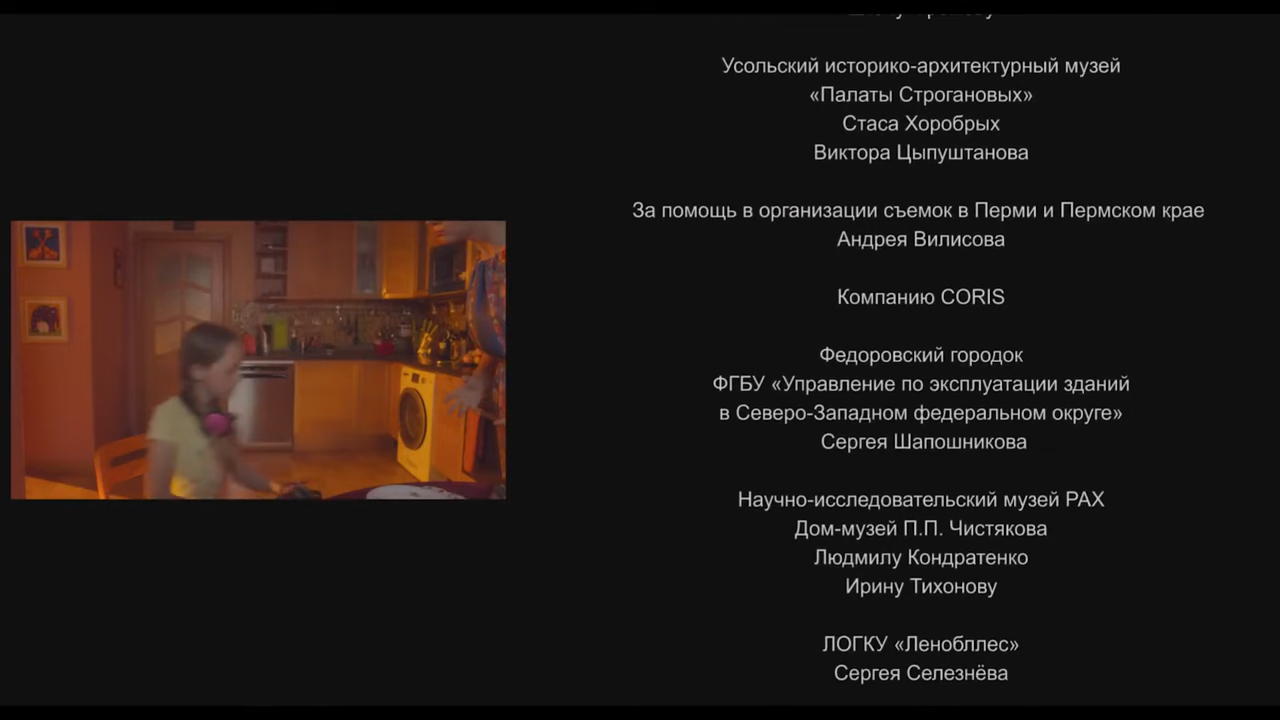 Усольский историко-архитектурный музей
«Палаты Строгановых»
Стаса Хоробрых
Виктора Цыпуштанова
За помощь в организации съемок в Перми и Пермском крае
Андрея Вилисова
Компанию CORIS
Федоровский городок
ФГБУ «Управление по эксплуатации зданий
в Северо-Западном федеральном округе»
Сергея Шапошникова
Научно-исследовательский музей РАХ
Дом-музей П.П. Чистякова
Людмилу Кондратенко
Ирину Тихонову
ЛОГКУ «Ленобллес»
Сергея Селезнёва